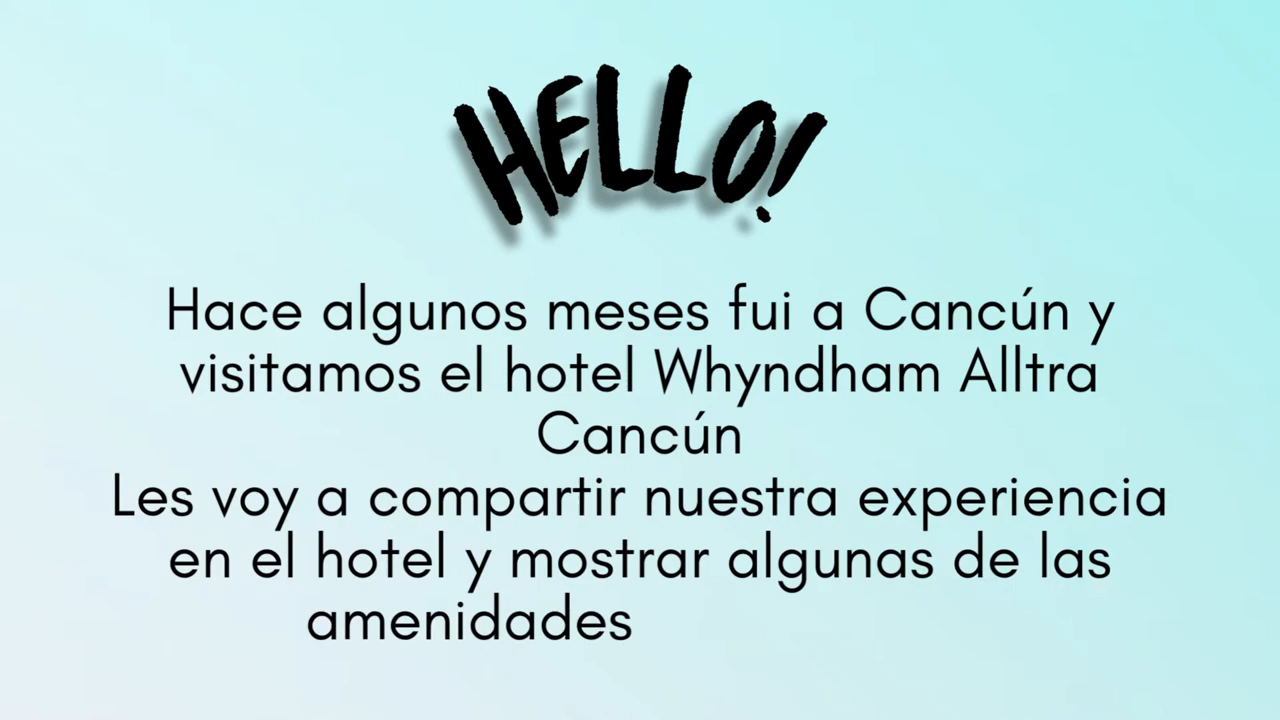 HELLO!
Hace algunos meses fui a Cancún y
visitamos el hotel Whyndham Alltra
Cancún
Les voy a compartir nuestra experiencia
en el hotel y mostrar algunas de las
amenidades